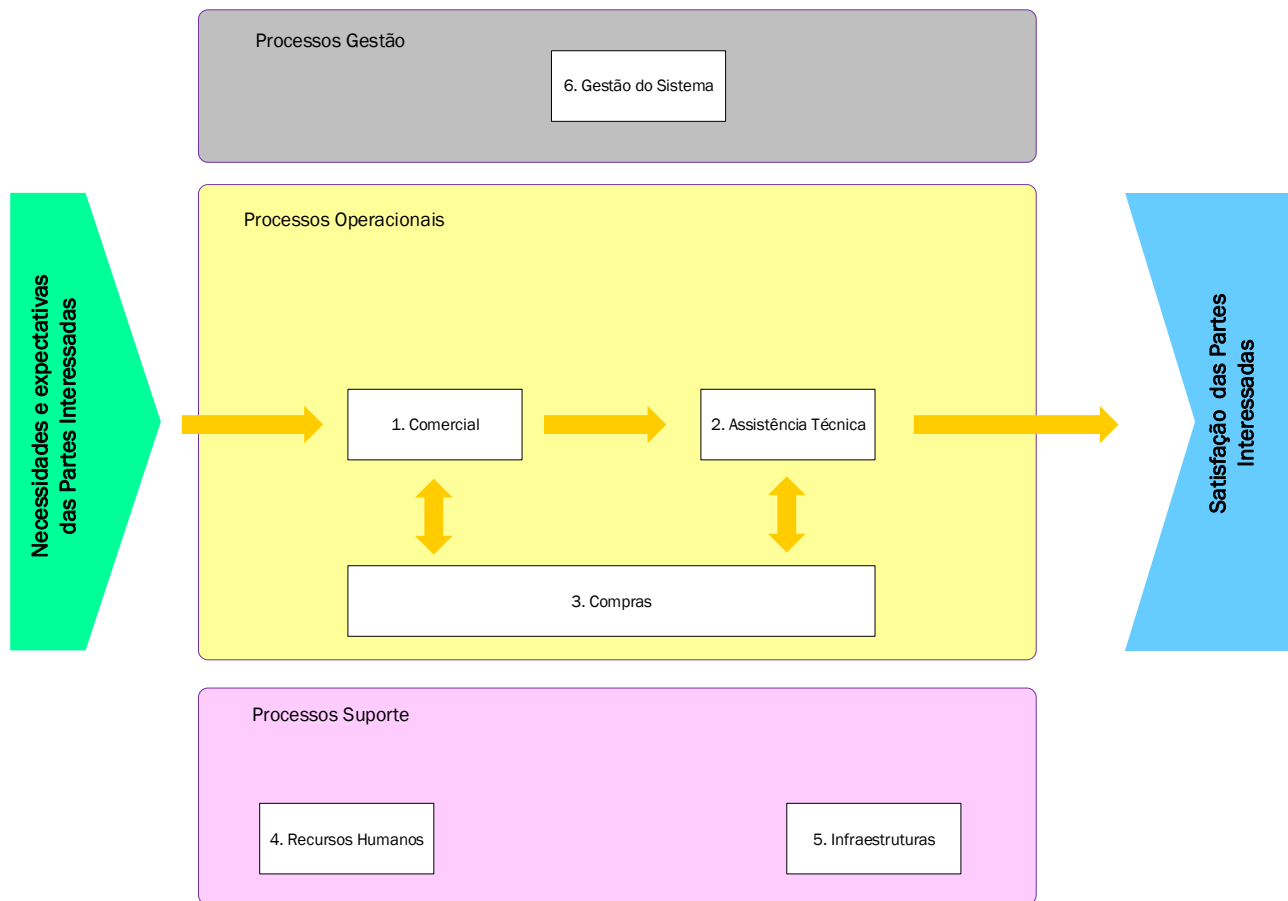 Processos Gestão
6. Gestão do Sistema
Processos Operacionais
Necessidades e expectativas
das Partes Interessadas
1. Comercial
2. Assistência Técnica
3. Compras
Satisfação das Partes
Interessadas
Processos Suporte
4. Recursos Humanos
5. Infraestruturas